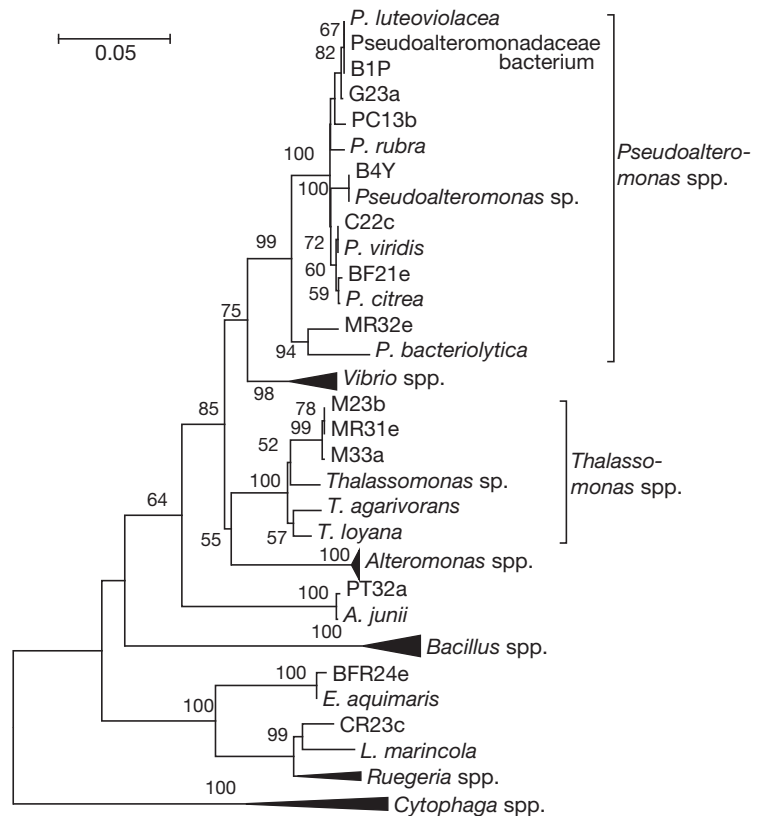 P. luteoviolacea
67
Pseudoalteromonadaceae
82
bacterium
0.05
B1P
G23a
PC13b
P. rubra
100
Pseudoaltero-
monas spp.
B4Y
100
Pseudoalteromonas sp.
C22c
99
72
P. viridis
60
BF21e
59
P. citrea
75
MR32e
94
P. bacteriolytica
Vibrio spp.
98
85
78
M23b
99
MR31e
52
M33a
Thalasso-
monas spp.
100
Thalassomonas sp.
64
T. agarivorans
55
57
T. loyana
100
Alteromonas spp.
100
PT32a
A. junii
100
Bacillus spp.
100
BFR24e
E. aquimaris
100
CR23c
99
L. marincola
Ruegeria spp.
100
Cytophaga spp.